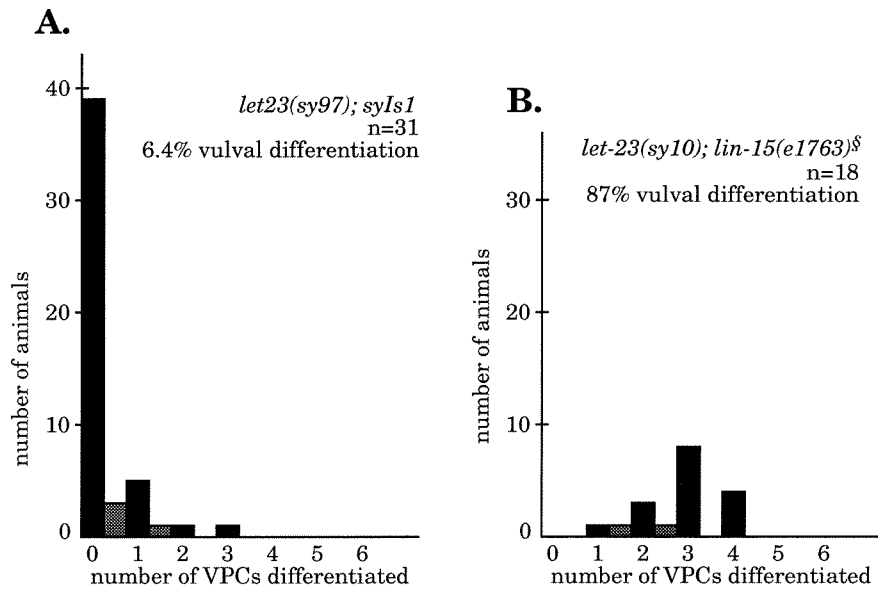 A.
let23(sy97); syIs1
n=31
6.4% vulval differentiation
number of animals
40
30
20
10
0
0 1 2 3 4 5 6
number of VPCs differentiated
B.
let-23(sy10); lin-15(e1763)§
n=18
87% vulval differentiation
number of animals
30
20
10
0
0 1 2 3 4 5 6
number of VPCs differentiated